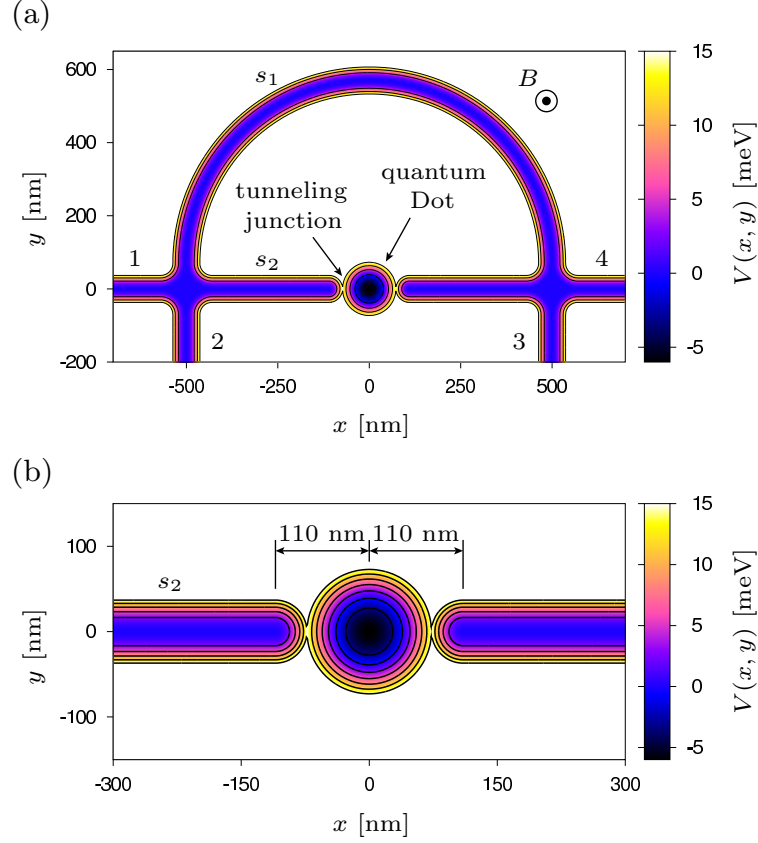 (a)
600
400
200
0
-200
y [nm]
-500
-250
0
250
500
x [nm]
s₁
B
tunneling
junction
quantum
Dot
1
s₂
4
2
3
15
10
5
0
-5
V(x, y) [meV]
(b)
100
0
-100
y [nm]
-300
-150
0
150
300
x [nm]
110 nm
110 nm
s₂
15
10
5
0
-5
V(x, y) [meV]